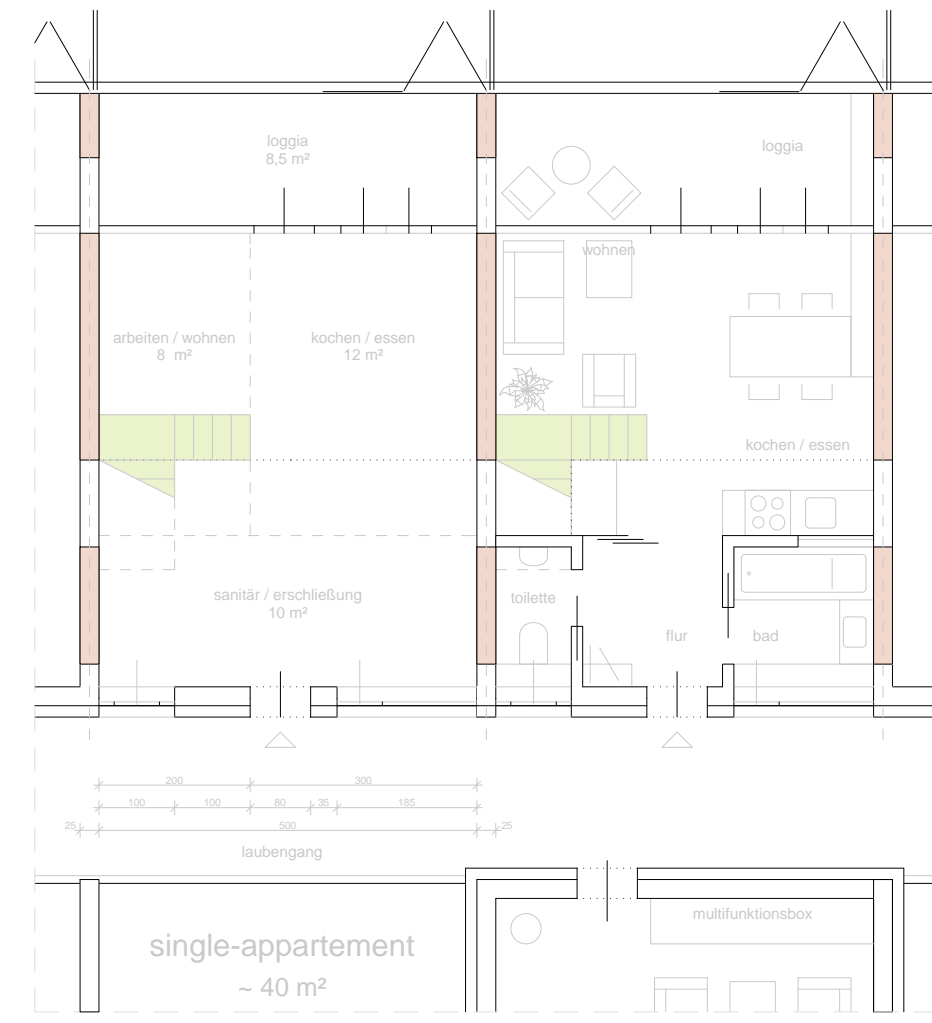 loggia
8,5 m²
loggia
wohnen
arbeiten / wohnen
8 m²
kochen / essen
12 m²
kochen / essen
sanitär / erschließung
10 m²
toilette
flur
bad
200
300
100
100
80
35
185
25
500
25
laubengang
multifunktionsbox
single-appartement
~ 40 m²